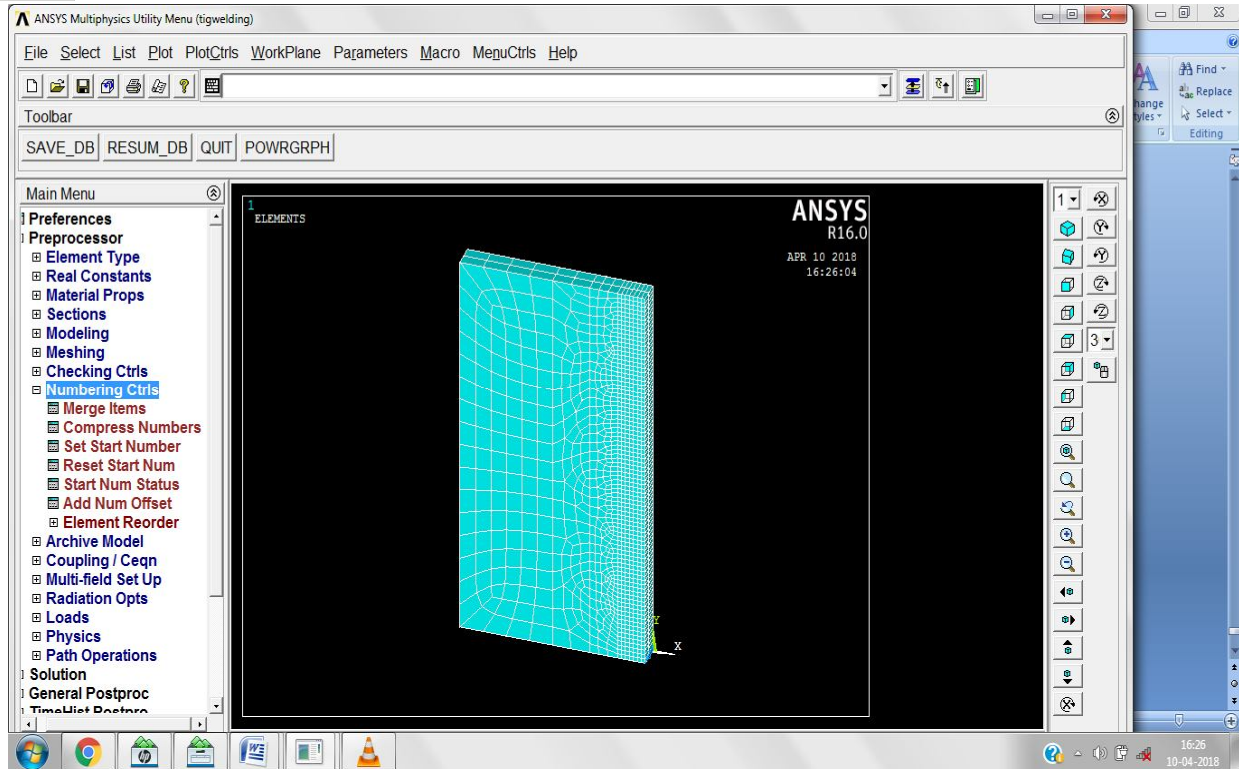 ANSYS Multiphysics Utility Menu (tigwelding)
File Select List Plot PlotCtrls WorkPlane Parameters Macro MenuCtrls Help
Toolbar
SAVE_DB RESUM_DB QUIT POWRGRPH
Main Menu
Preferences
Preprocessor
Element Type
Real Constants
Material Props
Sections
Modeling
Meshing
Checking Ctrls
Numbering Ctrls
Merge Items
Compress Numbers
Set Start Number
Reset Start Num
Start Num Status
Add Num Offset
Element Reorder
Archive Model
Coupling / Ceqn
Multi-field Set Up
Radiation Opts
Loads
Physics
Path Operations
Solution
General Postproc
TimeHist Postpro
1
ELEMENTS
ANSYS
R16.0
APR 10 2018
16:26:04
Y
X
1
3
Find
Replace
Select
Editing
hange
tyles
16:26
10-04-2018